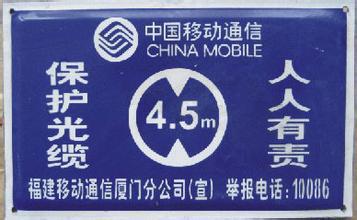 中国移动通信
CHINA MOBILE
保护光缆
4.5m
人人有责
福建移动通信厦门分公司(宣) 举报电话:10086